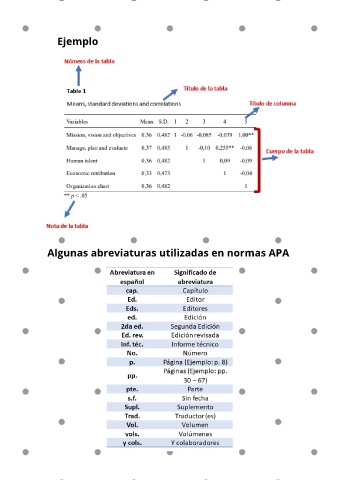 Ejemplo
Número de la tabla
Título de la tabla
Table 1
Means, standard deviations and correlations
Título de columna
Variables Mean S.D. 1 2 3 4 5
Mission, vision and objectives 0,36 0,482 1 -0,06 -0,085 -0,039 1,00**
Manage, plan and evaluate 0,37 0,485 1 -0,10 0,255** -0,06
Cuerpo de la tabla
Human talent 0,36 0,482 1 0,09 -0,09
Economic retribution 0,33 0,473 1 -0,04
Organization chart 0,36 0,482 1
** p < .05
Nota de la tabla
Algunas abreviaturas utilizadas en normas APA
Abreviatura en español Significado de abreviatura
cap. Capítulo
Ed. Editor
Eds. Editores
ed. Edición
2da ed. Segunda Edición
Ed. rev. Edición revisada
Inf. téc. Informe técnico
No. Número
p. Página (Ejemplo: p. 8)
pp. Páginas (Ejemplo: pp. 30 – 67)
pte. Parte
s.f. Sin fecha
Supl. Suplemento
Trad. Traductor (es)
Vol. Volumen
vols. Volúmenes
y cols. Y colaboradores